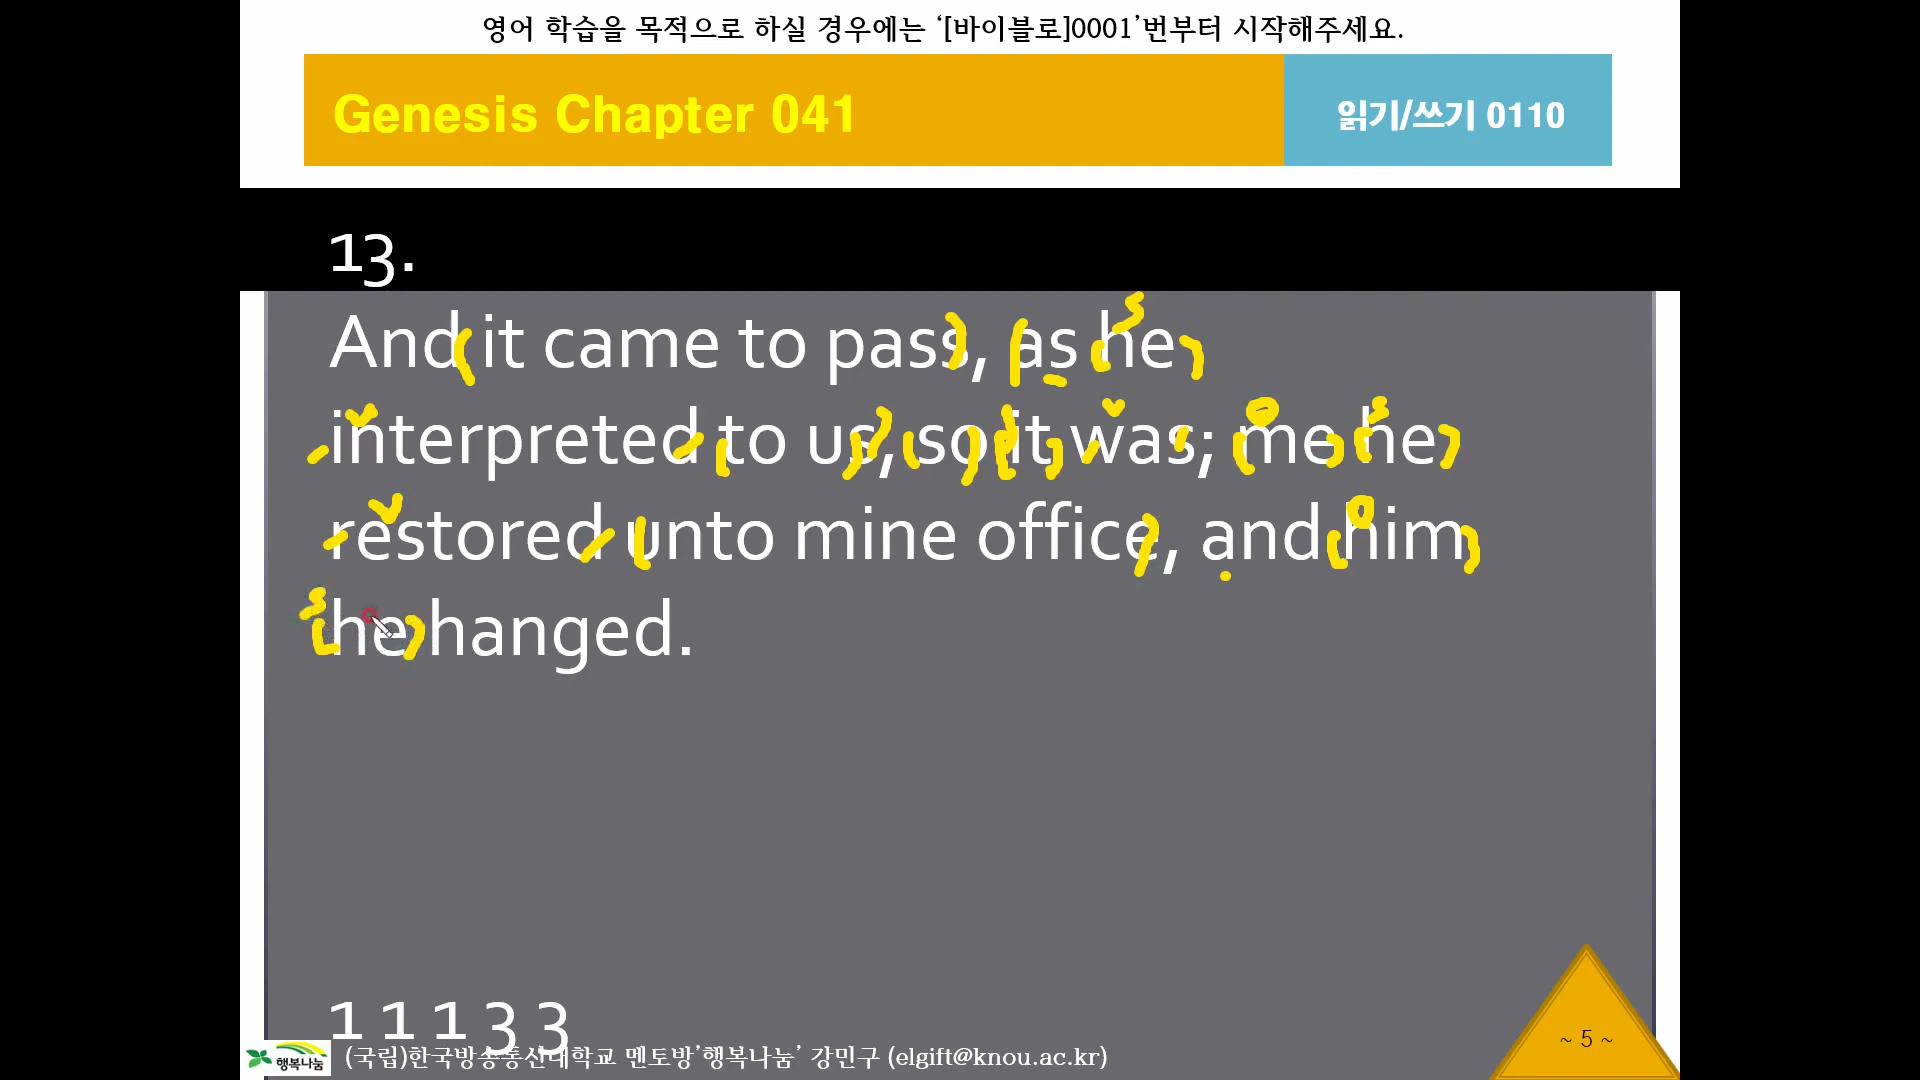 영어 학습을 목적으로 하실 경우에는 ‘[바이블로]0001’번부터 시작해주세요.
Genesis Chapter 041
읽기/쓰기 0110
13.
And it came to pass, as he
interpreted to us, so it was; me he
restored unto mine office, and him
he hanged.
1 1 1 3 3
행복나눔 (국립)한국방송통신대학교 멘토방’행복나눔’ 강민구 (elgift@knou.ac.kr)
~ 5 ~